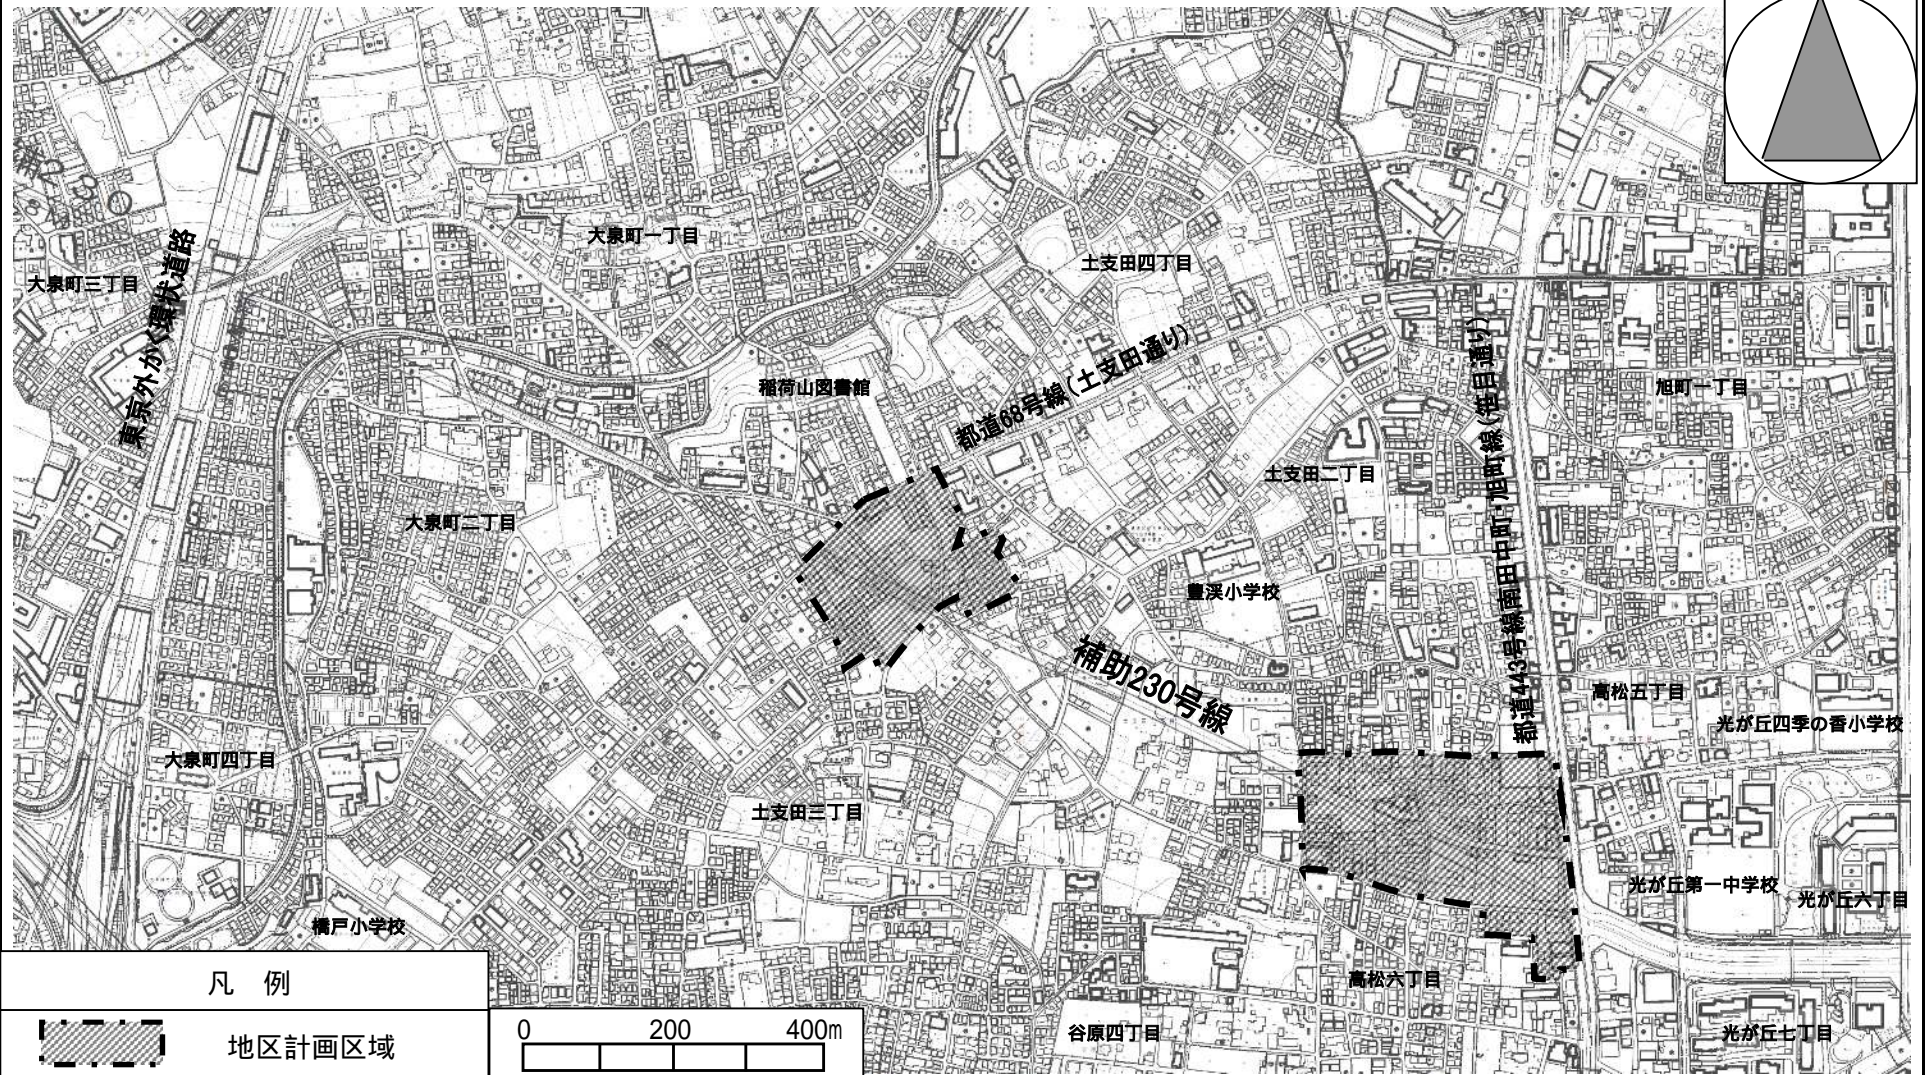 大泉町一丁目
土支田四丁目
大泉町三丁目
東京外かく環状道路
稲荷山図書館
都道68号線(土支田通り)
旭町一丁目
土支田二丁目
都道443号線南田中町・旭町線(笹目通り)
大泉町二丁目
豊渓小学校
補助230号線
高松五丁目
光が丘四季の香小学校
大泉町四丁目
土支田三丁目
光が丘第一中学校
光が丘六丁目
橋戸小学校
高松六丁目
谷原四丁目
光が丘七丁目
凡 例
地区計画区域
0 200 400m